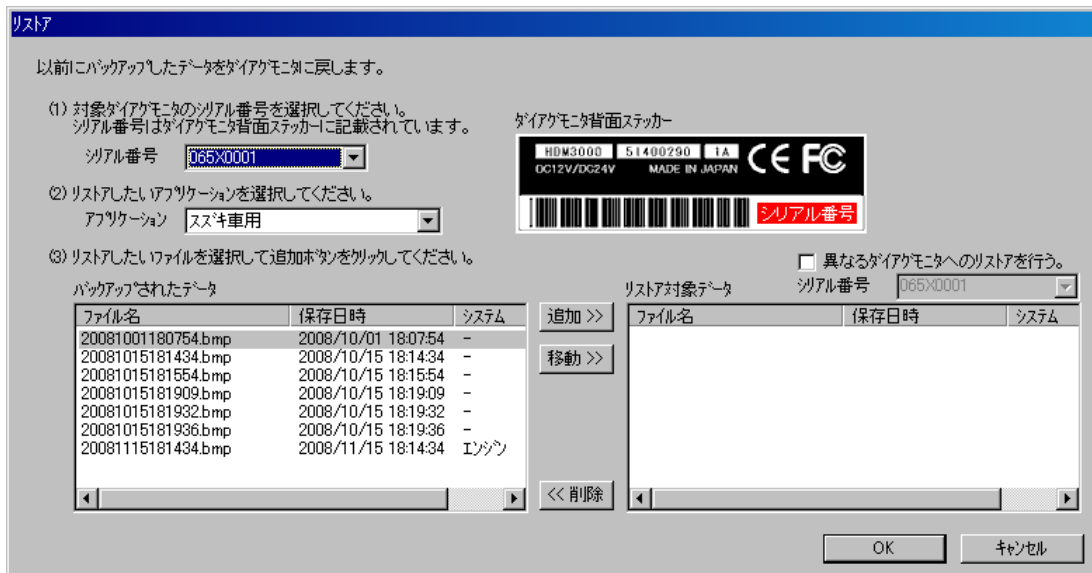 リストア
以前にバックアップしたデータをダイアグモニタに戻します。
(1) 対象ダイアグモニタのシリアル番号を選択してください。
シリアル番号はダイアグモニタ背面ステッカーに記載されています。
シリアル番号 065X0001
ダイアグモニタ背面ステッカー
HDM3000 51400290 1A
DC12V/DC24V MADE IN JAPAN CE FC
シリアル番号
(2) リストアしたいアプリケーションを選択してください。
アプリケーション スズキ車用
(3) リストアしたいファイルを選択して追加ボタンをクリックしてください。
異なるダイアグモニタへのリストアを行う。
シリアル番号 065X0001
バックアップされたデータ
リストア対象データ
ファイル名 保存日時 システム
20081001180754.bmp 2008/10/01 18:07:54 -
20081015181434.bmp 2008/10/15 18:14:34 -
20081015181554.bmp 2008/10/15 18:15:54 -
20081015181909.bmp 2008/10/15 18:19:09 -
20081015181932.bmp 2008/10/15 18:19:32 -
20081015181936.bmp 2008/10/15 18:19:36 -
20081115181434.bmp 2008/11/15 18:14:34 エンジン
追加 >>
移動 >>
<< 削除
ファイル名 保存日時 システム
OK キャンセル